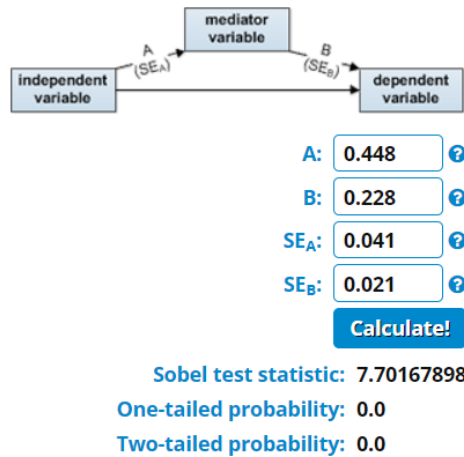 mediator
variable
A
(SEA)
B
(SEB)
independent
variable
dependent
variable
A: 0.448 ?
B: 0.228 ?
SEA: 0.041 ?
SEB: 0.021 ?
Calculate!
Sobel test statistic: 7.70167898
One-tailed probability: 0.0
Two-tailed probability: 0.0